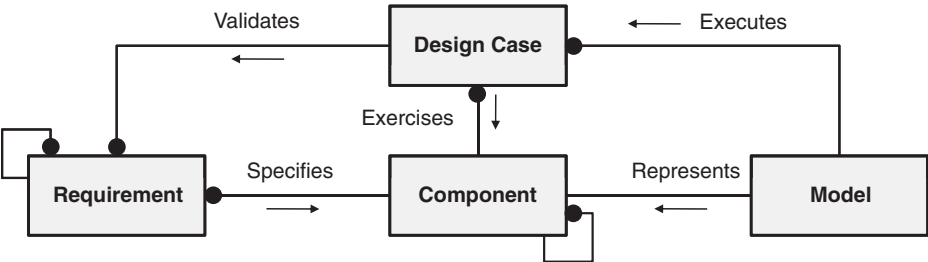 Validates
Design Case
Executes
Exercises
Requirement
Specifies
Component
Represents
Model